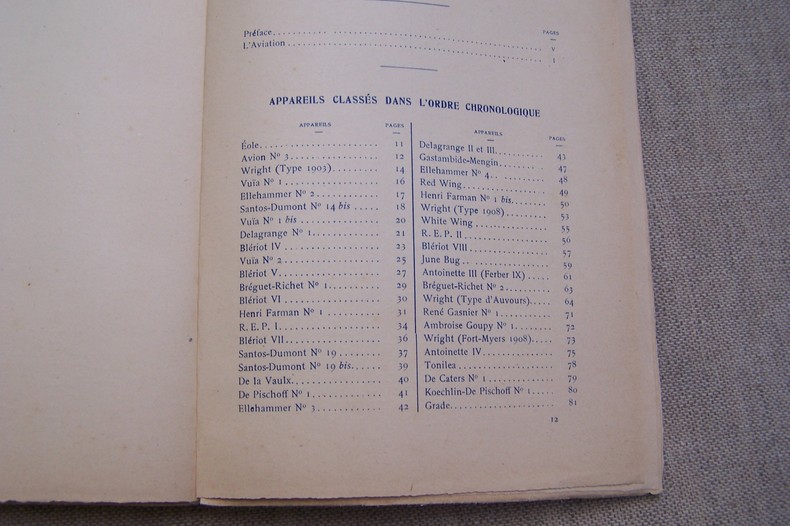 PAGES
Préface........... v
L'Aviation........... 1
APPAREILS CLASSÉS DANS L'ORDRE CHRONOLOGIQUE
APPAREILS PAGES
Éole........... 11
Avion Nº 3........... 12
Wright (Type 1903)........... 14
Vuïa Nº 1........... 16
Ellehammer Nº 2........... 17
Santos-Dumont Nº 14 bis ..... 18
Vuïa Nº 1 bis ........... 20
Delagrange Nº 1........... 21
Blériot IV ........... 23
Vuïa Nº 2........... 25
Blériot V........... 27
Bréguet-Richet Nº 1........... 29
Blériot VI ........... 30
Henri Farman Nº 1 ........... 31
R. E. P. I........... 34
Blériot VII........... 36
Santos-Dumont Nº 19 ........ 37
Santos-Dumont Nº 19 bis...... 39
De la Vaulx........... 40
De Pischoff Nº 1........... 41
Ellehammer Nº 3........... 42
APPAREILS PAGES
Delagrange II et III........... 45
Gastambide-Mengin........ 47
Ellehammer Nº 4........... 48
Red Wing........... 49
Henri Farman Nº 1 bis........ 50
Wright (Type 1908)........ 53
White Wing ........... 55
R. E. P. II........... 56
Blériot VIII........... 57
June Bug........... 59
Antoinette III (Ferber IX) ..... 61
Bréguet-Richet Nº 2........... 63
Wright (Type d'Auvours)..... 64
René Gasnier Nº 1........... 71
Ambroise Goupy Nº 1........ 72
Wright (Fort-Myers 1908)..... 73
Antoinette IV........... 75
Tonilea........... 78
De Caters Nº 1........... 79
Koechlin-De Pischoff Nº 1..... 80
Grade........... 81
12